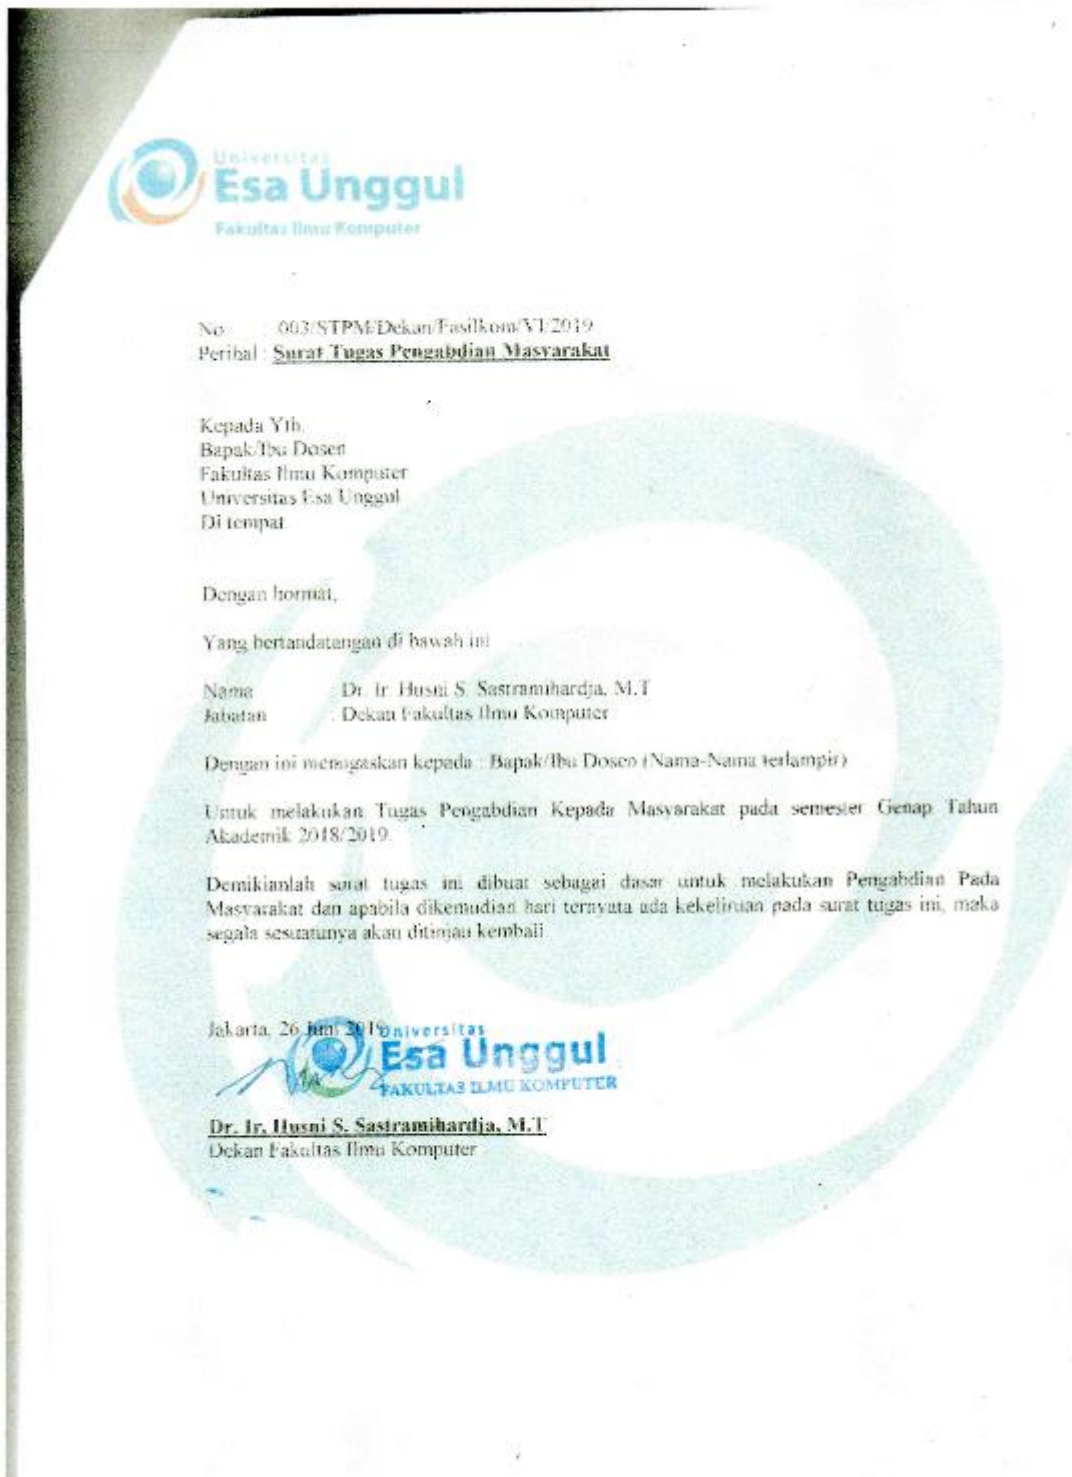 Universitas
Esa Unggul
Fakultas Ilmu Komputer
No : 003/STPM/Dekan/Fasilkom/VI/2019
Perihal : Surat Tugas Pengabdian Masyarakat
Kepada Yth.
Bapak/Ibu Dosen
Fakultas Ilmu Komputer
Universitas Esa Unggul
Di tempat
Dengan hormat,
Yang bertandatangan di bawah ini
Nama : Dr. Ir. Husni S. Sastramihardja, M.T
Jabatan : Dekan Fakultas Ilmu Komputer
Dengan ini menugaskan kepada : Bapak/Ibu Dosen (Nama-Nama terlampir)
Untuk melakukan Tugas Pengabdian Kepada Masyarakat pada semester Genap Tahun
Akademik 2018/2019.
Demikianlah surat tugas ini dibuat sebagai dasar untuk melakukan Pengabdian Pada
Masyarakat dan apabila dikemudian hari ternyata ada kekeliruan pada surat tugas ini, maka
segala sesuatunya akan ditinjau kembali.
Jakarta, 26 Juni 2019
Universitas
Esa Unggul
FAKULTAS ILMU KOMPUTER
Dr. Ir. Husni S. Sastramihardja, M.T
Dekan Fakultas Ilmu Komputer